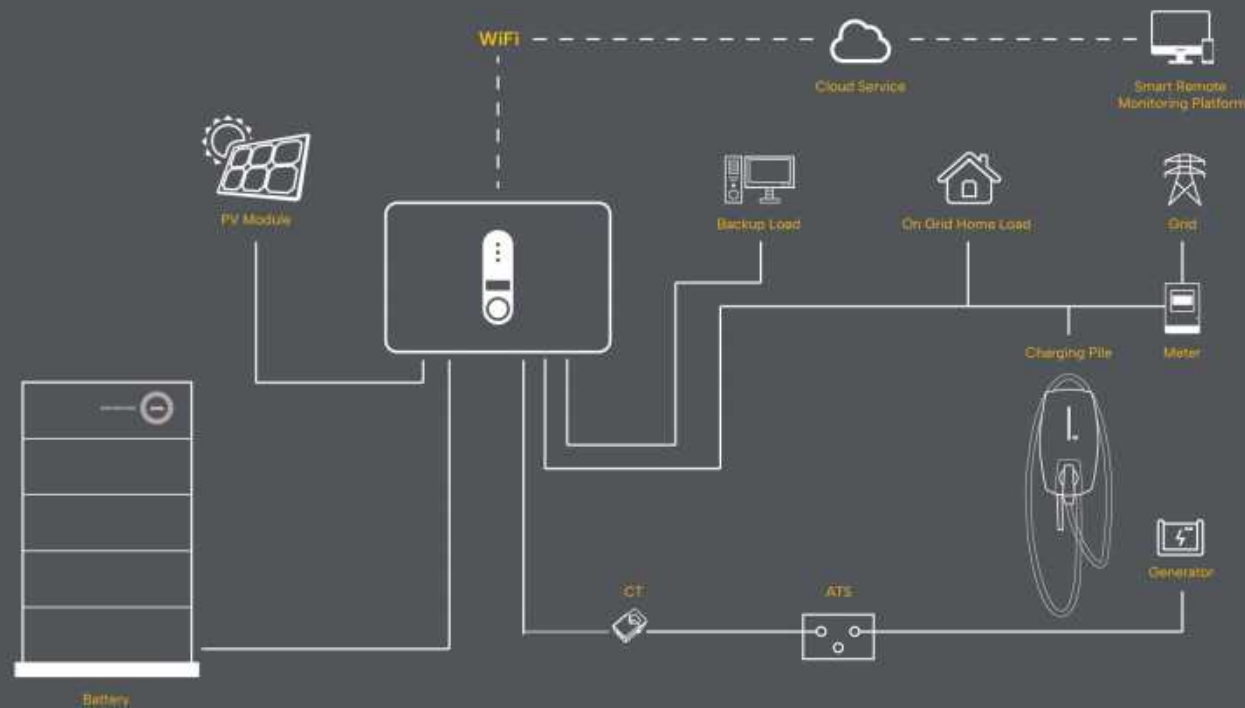 WiFi
Cloud Service
Smart Remote
Monitoring Platform
PV Module
Backup Load
On Grid Home Load
Grid
Charging Pile
Meter
Generator
CT
ATS
Battery